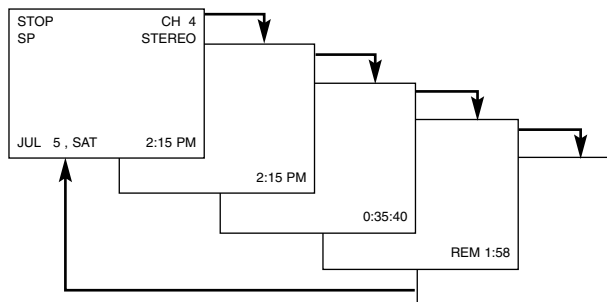 STOP CH 4
SP STEREO
JUL 5 , SAT 2:15 PM
2:15 PM
0:35:40
REM 1:58